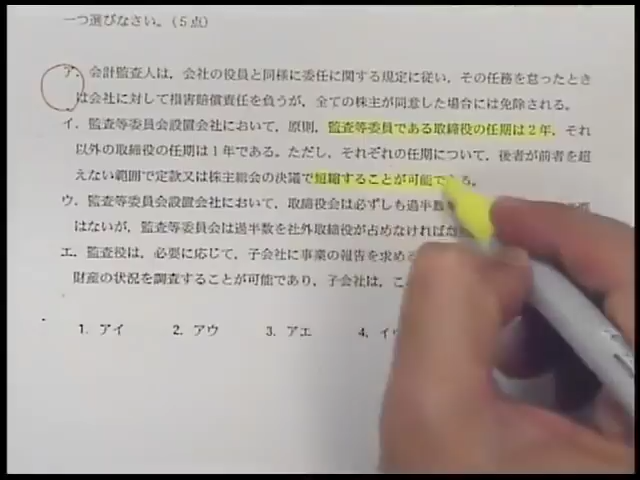 一つ選びなさい。(5点)
ア．会計監査人は，会社の役員と同様に委任に関する規定に従い，その任務を怠ったとき
は会社に対して損害賠償責任を負うが，全ての株主が同意した場合には免除される。
イ．監査等委員会設置会社において，原則，監査等委員である取締役の任期は2年，それ
以外の取締役の任期は1年である。ただし，それぞれの任期について，後者が前者を超
えない範囲で定款又は株主総会の決議で短縮することが可能である。
ウ．監査等委員会設置会社において，取締役会は必ずしも過半数
はないが，監査等委員会は過半数を社外取締役が占めなければ
エ．監査役は，必要に応じて，子会社に事業の報告を求め
財産の状況を調査することが可能であり，子会社は，こ
1．アイ 2．アウ 3．アエ 4．イウ